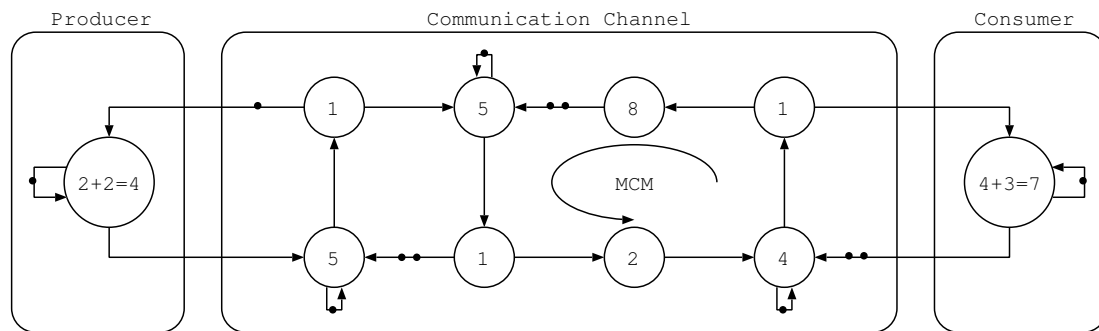 Producer
Communication Channel
Consumer
1
5
8
1
2+2=4
MCM
4+3=7
5
1
2
4